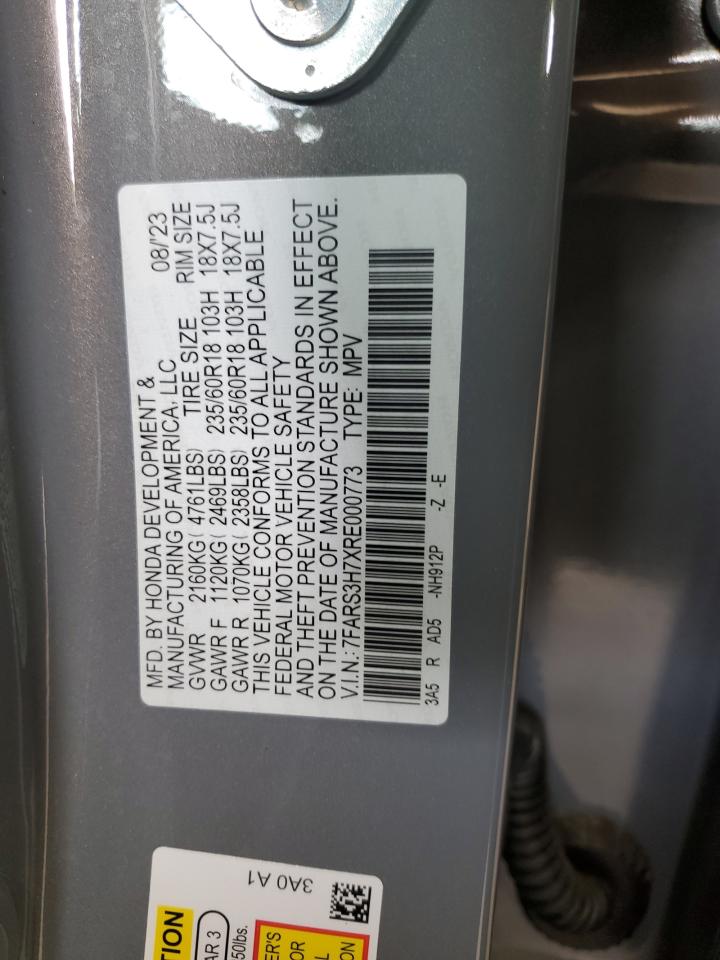 MFD. BY HONDA DEVELOPMENT & 08/'23
MANUFACTURING OF AMERICA, LLC
GVWR 2160KG( 4761LBS) TIRE SIZE RIM SIZE
GAWR F 1120KG( 2469LBS) 235/60R18 103H 18X7.5J
GAWR R 1070KG( 2358LBS) 235/60R18 103H 18X7.5J
THIS VEHICLE CONFORMS TO ALL APPLICABLE
FEDERAL MOTOR VEHICLE SAFETY
AND THEFT PREVENTION STANDARDS IN EFFECT
ON THE DATE OF MANUFACTURE SHOWN ABOVE.
V.I.N.: 7FARS3H7XRE000773 TYPE: MPV
3A5 R AD5 -NH912P -Z -E
3A0 A1